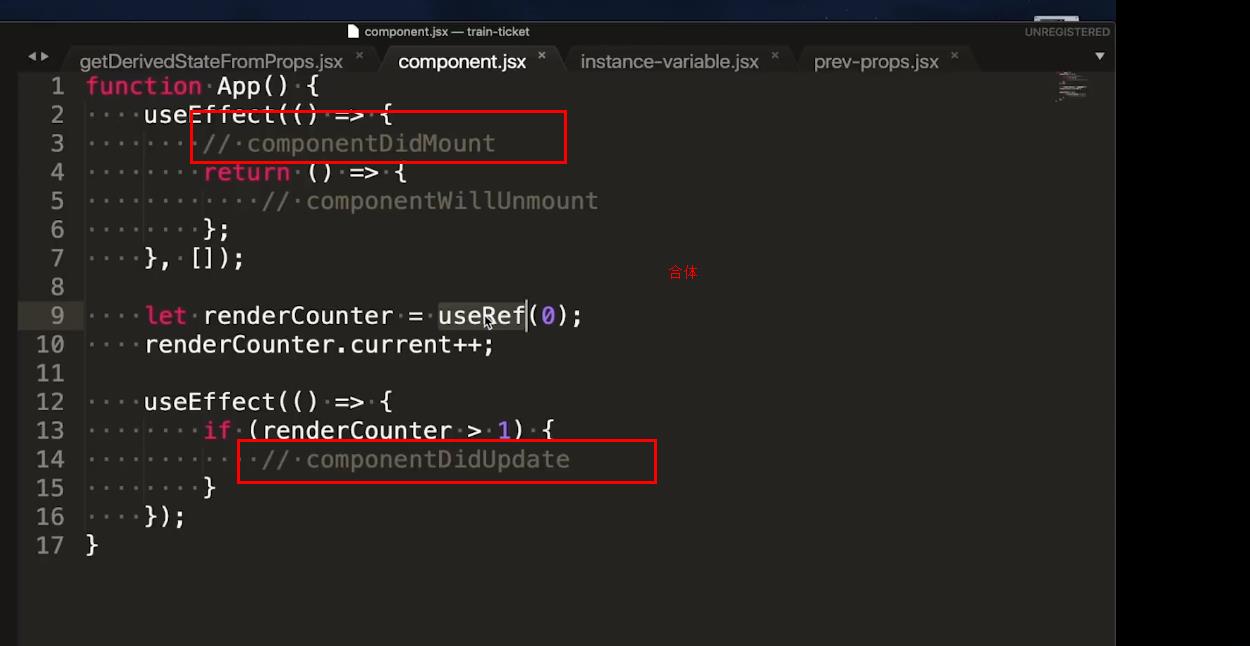 component.jsx — train-ticket
UNREGISTERED
getDerivedStateFromProps.jsx × component.jsx × instance-variable.jsx × prev-props.jsx ×
1 function App() {
2 useEffect(() => {
3 // componentDidMount
4 return () => {
5 // componentWillUnmount
6 };
7 }, []);
8
合体
9 let renderCounter = useRef(0);
10 renderCounter.current++;
11
12 useEffect(() => {
13 if (renderCounter > 1) {
14 // componentDidUpdate
15 }
16 });
17 }